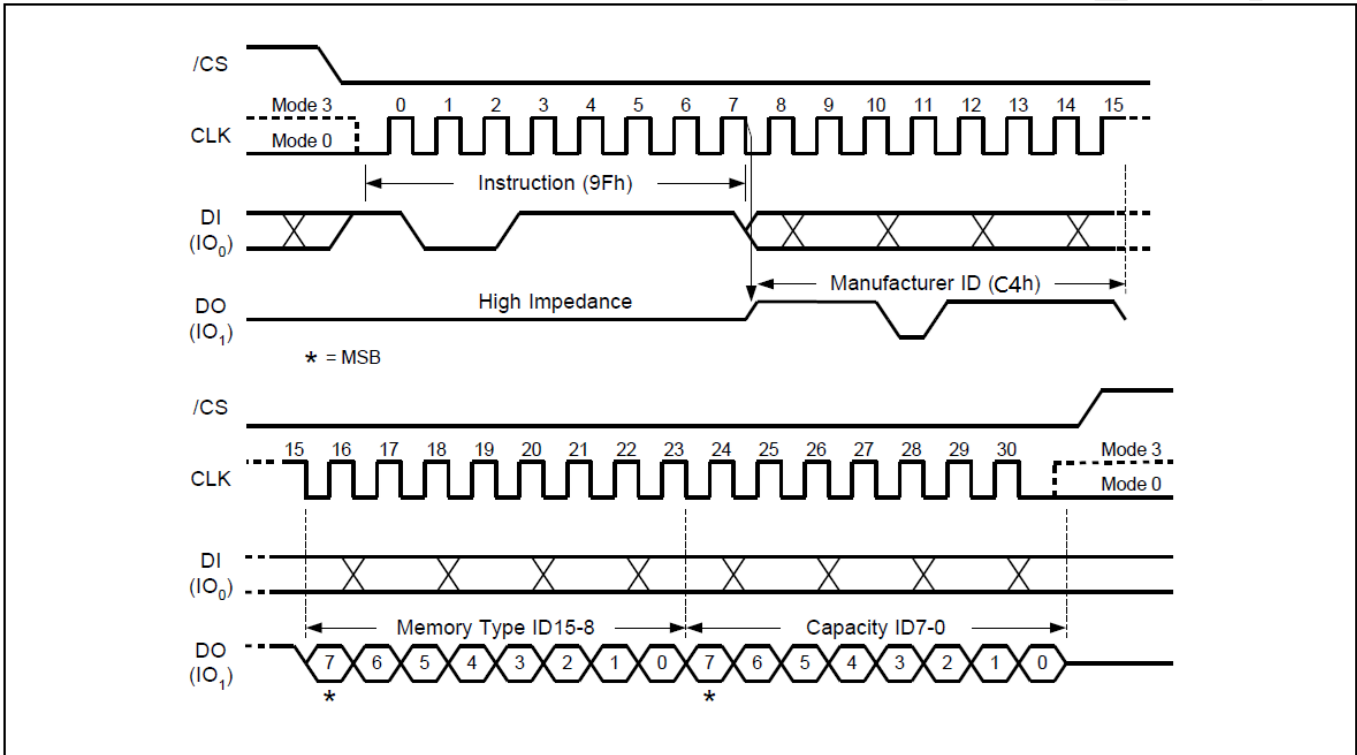 /CS
Mode 3 0 1 2 3 4 5 6 7 8 9 10 11 12 13 14 15
CLK
Mode 0
Instruction (9Fh)
DI
(IO0)
Manufacturer ID (C4h)
DO High Impedance
(IO1)
* = MSB
/CS
15 16 17 18 19 20 21 22 23 24 25 26 27 28 29 30 Mode 3
CLK
Mode 0
DI
(IO0)
Memory Type ID15-8 Capacity ID7-0
DO
7 6 5 4 3 2 1 0 7 6 5 4 3 2 1 0
(IO1)
* *